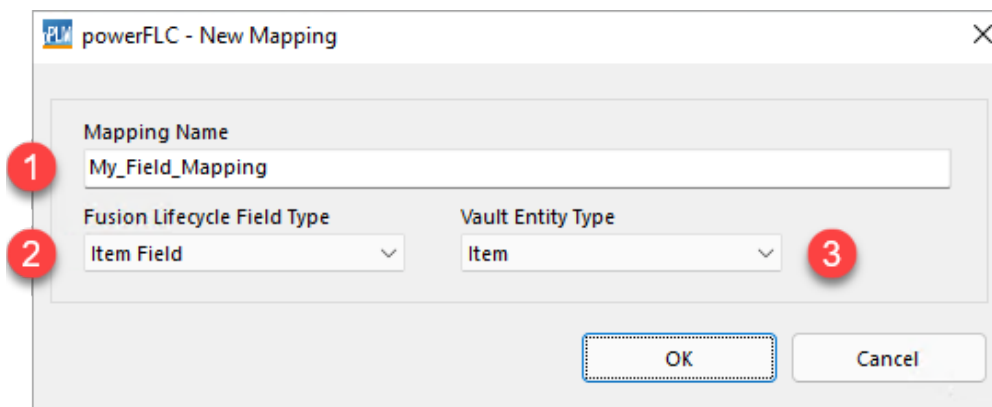 PLM powerFLC - New Mapping
Mapping Name
1 My_Field_Mapping
Fusion Lifecycle Field Type Vault Entity Type
2 Item Field Item 3
OK Cancel